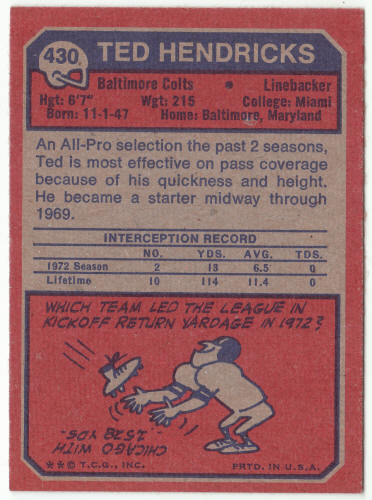 430 TED HENDRICKS
Baltimore Colts • Linebacker
Hgt: 6'7" Wgt: 215 College: Miami
Born: 11-1-47 Home: Baltimore, Maryland
An All-Pro selection the past 2 seasons,
Ted is most effective on pass coverage
because of his quickness and height.
He became a starter midway through
1969.
INTERCEPTION RECORD
NO. YDS. AVG. TDS.
1972 Season 2 13 6.5 0
Lifetime 10 114 11.4 0
WHICH TEAM LED THE LEAGUE IN
KICKOFF RETURN YARDAGE IN 1972?
CHICAGO WITH
2528 YDS.
**© T.C.G., INC. PRTD. IN U.S.A.